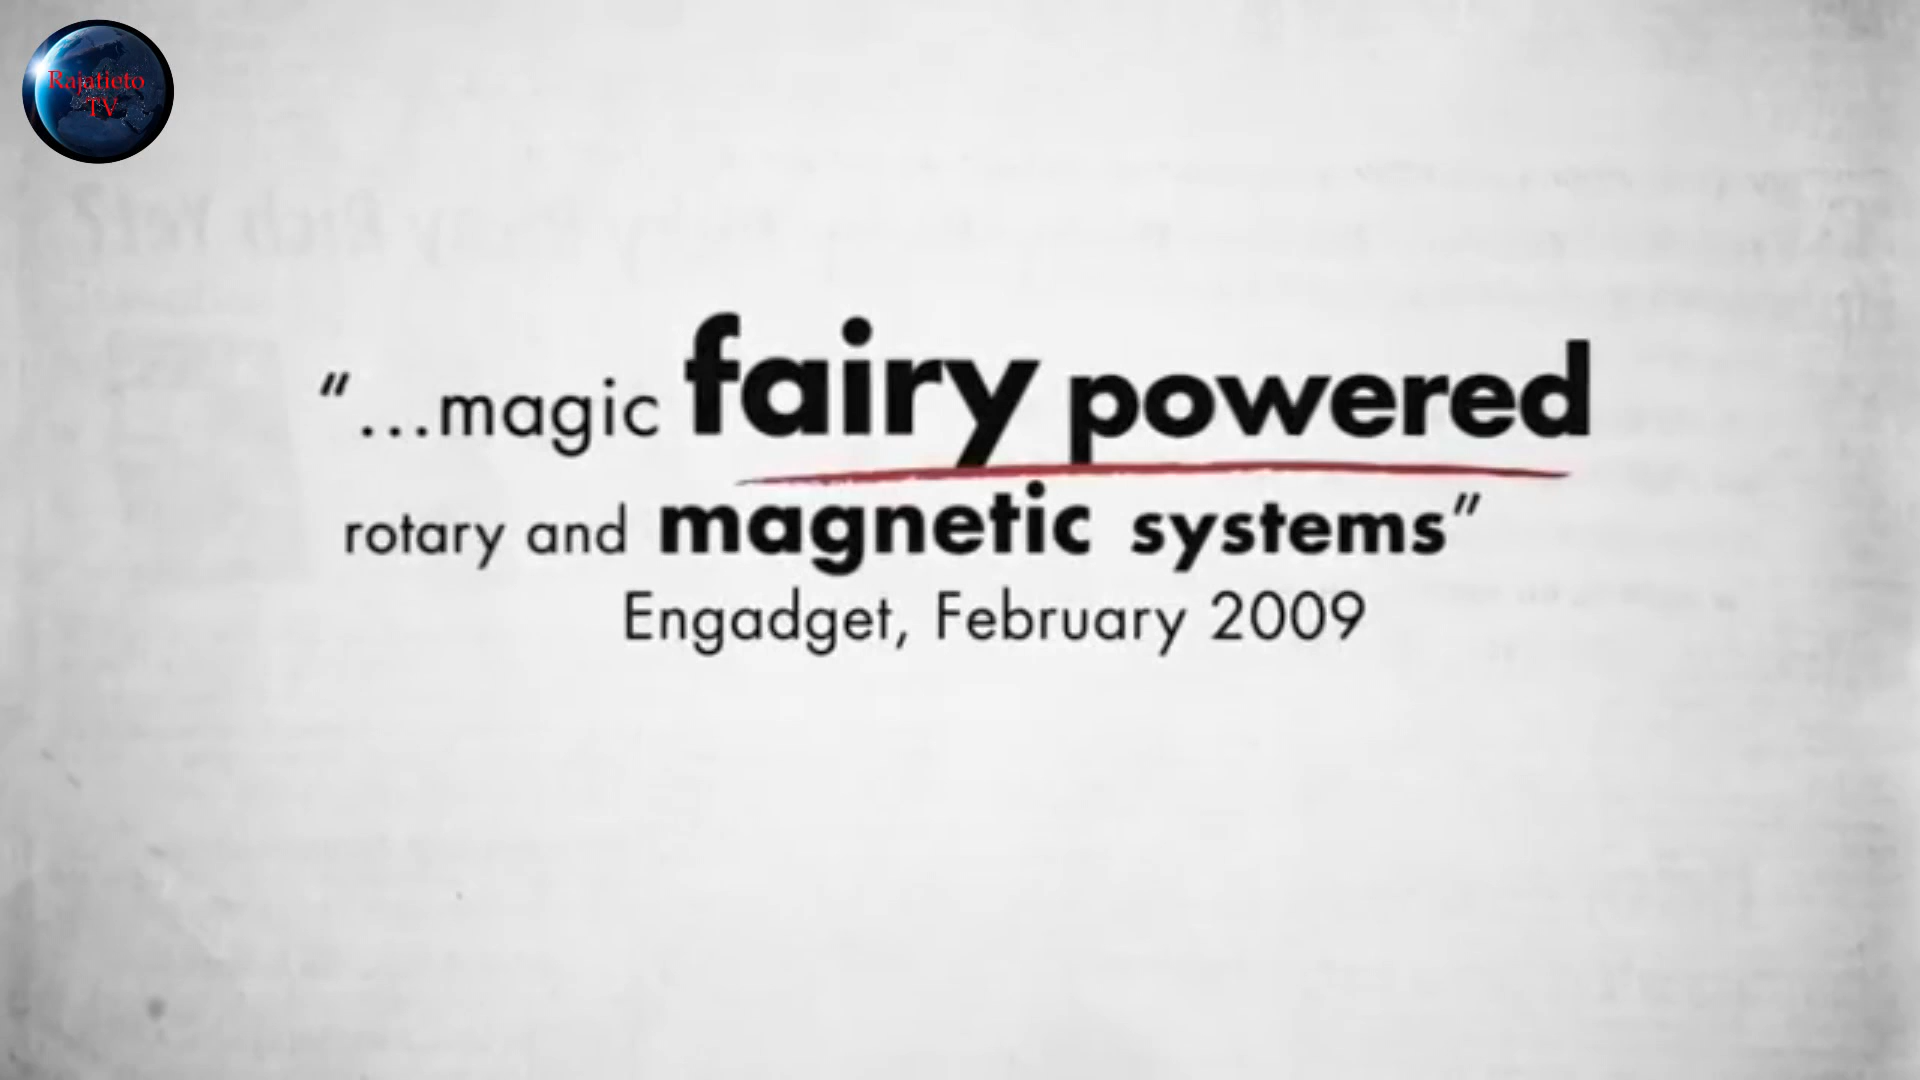 Rajatieto
TV
“...magic fairy powered
rotary and magnetic systems”
Engadget, February 2009